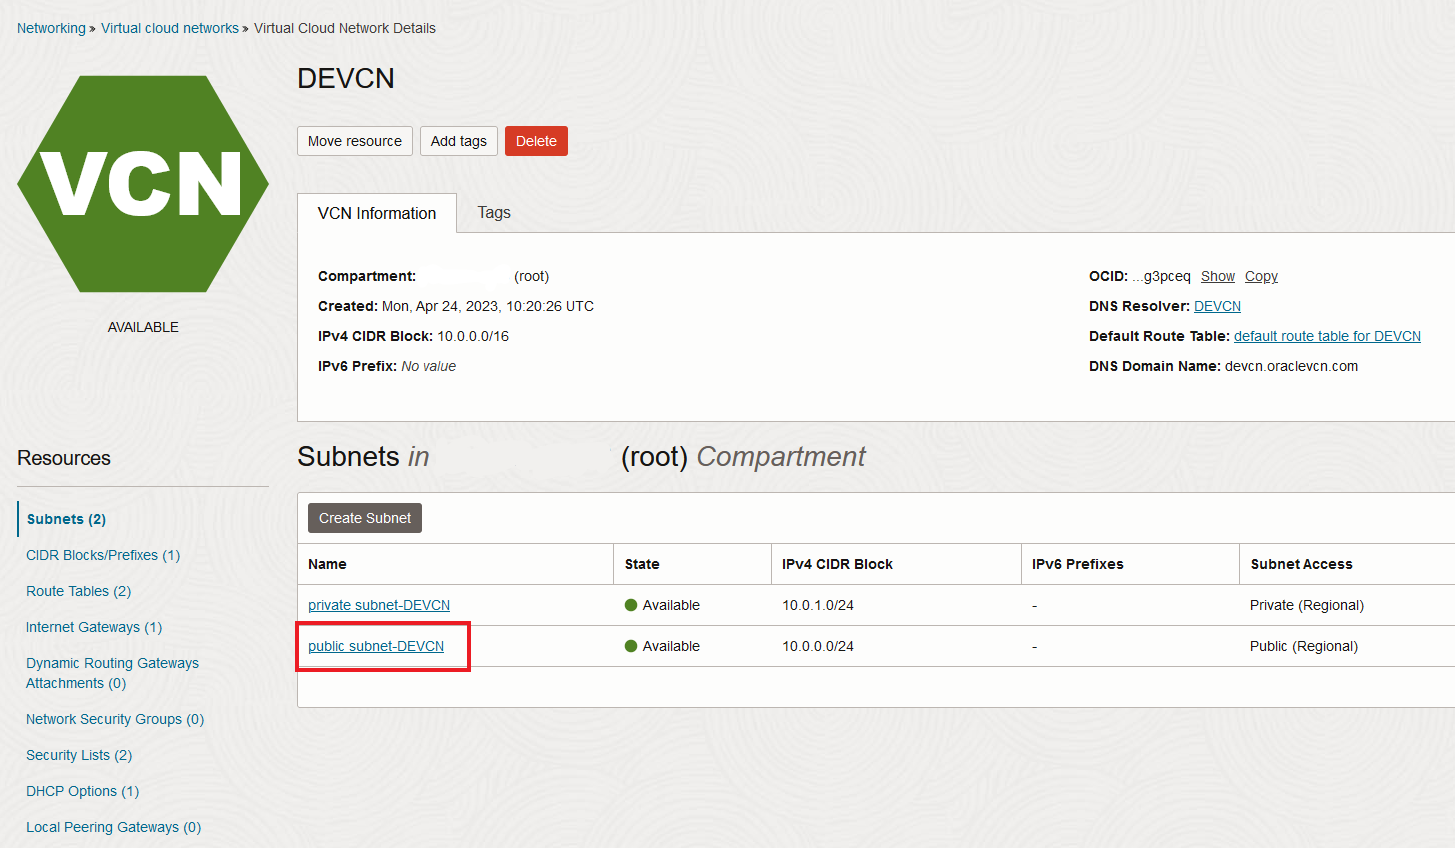 Networking » Virtual cloud networks » Virtual Cloud Network Details
VCN
AVAILABLE
DEVCN
Move resource Add tags Delete
VCN Information Tags
Compartment: (root)
Created: Mon, Apr 24, 2023, 10:20:26 UTC
IPv4 CIDR Block: 10.0.0.0/16
IPv6 Prefix: No value
OCID: ...g3pceq Show Copy
DNS Resolver: DEVCN
Default Route Table: default route table for DEVCN
DNS Domain Name: devcn.oraclevcn.com
Resources
Subnets (2)
CIDR Blocks/Prefixes (1)
Route Tables (2)
Internet Gateways (1)
Dynamic Routing Gateways
Attachments (0)
Network Security Groups (0)
Security Lists (2)
DHCP Options (1)
Local Peering Gateways (0)
Subnets in (root) Compartment
Create Subnet
Name State IPv4 CIDR Block IPv6 Prefixes Subnet Access
private subnet-DEVCN Available 10.0.1.0/24 - Private (Regional)
public subnet-DEVCN Available 10.0.0.0/24 - Public (Regional)